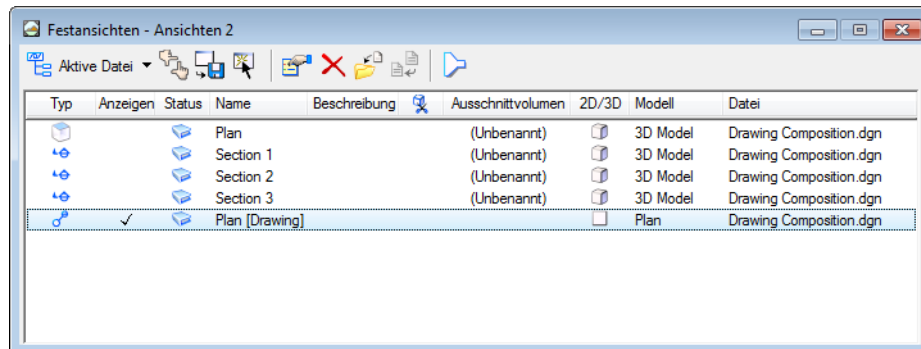 Festansichten - Ansichten 2
Aktive Datei
Typ Anzeigen Status Name Beschreibung Ausschnittvolumen 2D/3D Modell Datei
Plan (Unbenannt) 3D Model Drawing Composition.dgn
Section 1 (Unbenannt) 3D Model Drawing Composition.dgn
Section 2 (Unbenannt) 3D Model Drawing Composition.dgn
Section 3 (Unbenannt) 3D Model Drawing Composition.dgn
Plan [Drawing] Plan Drawing Composition.dgn